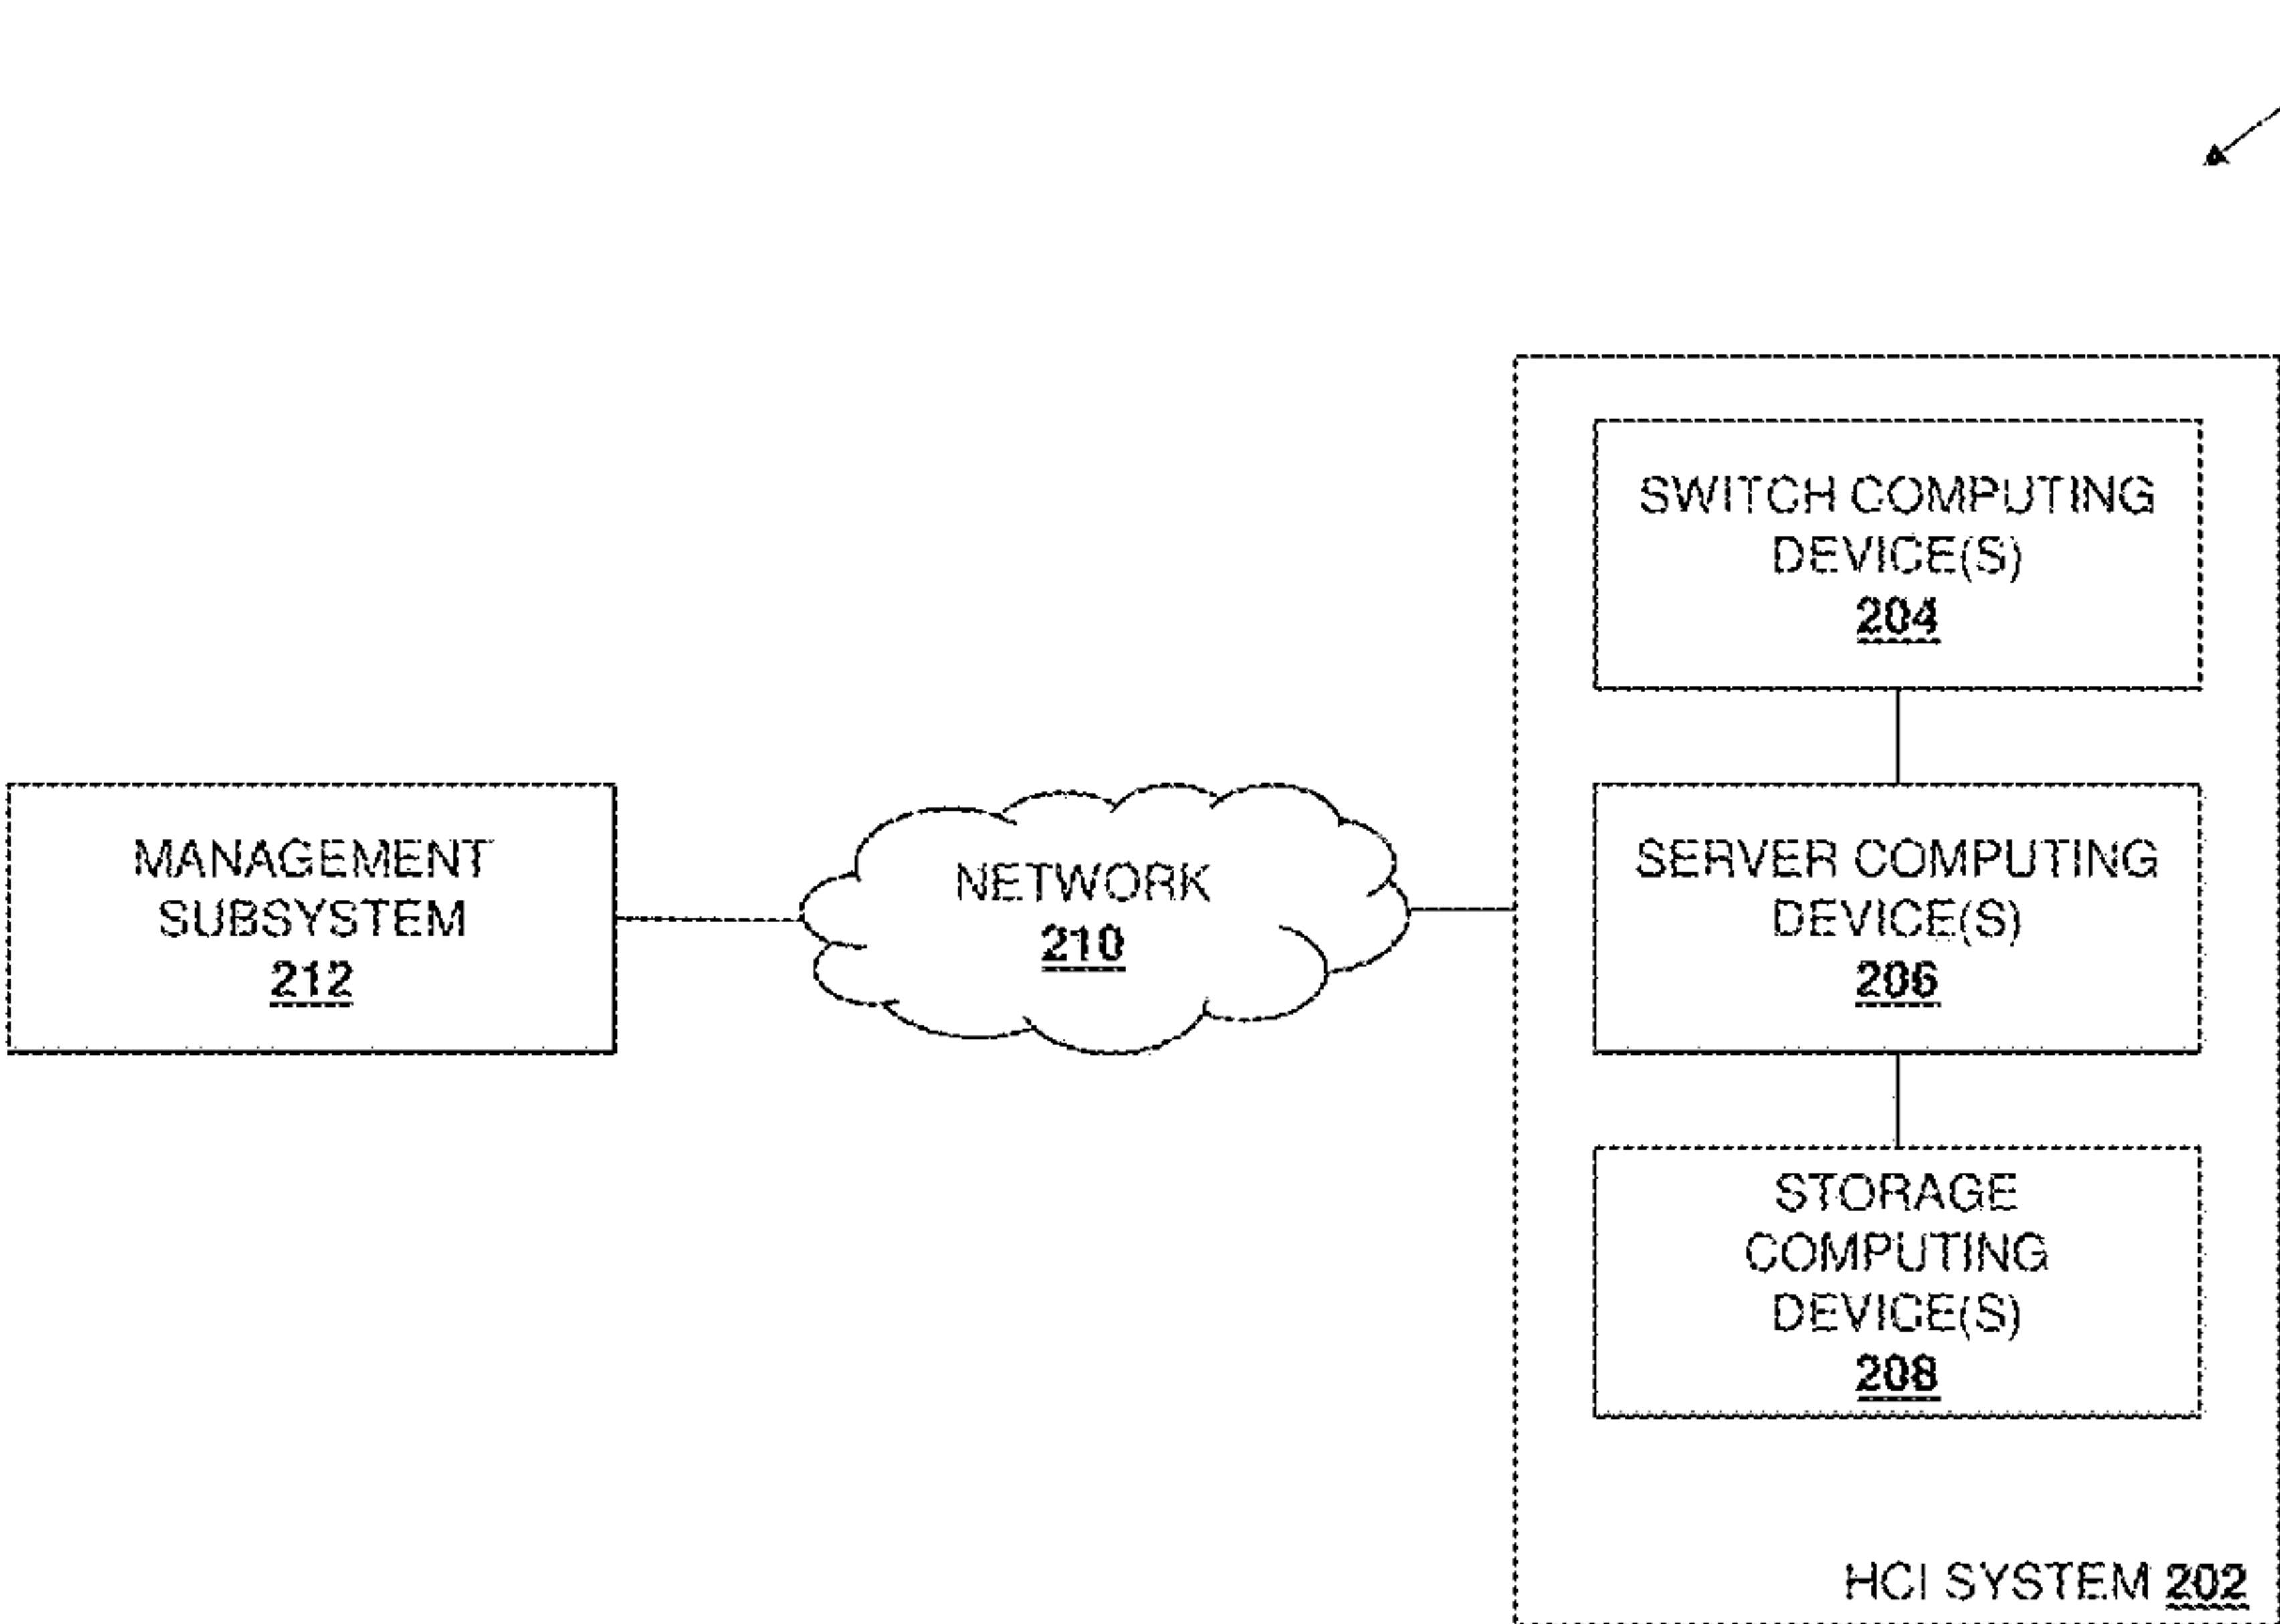 MANAGEMENT
SUBSYSTEM
212
NETWORK
210
SWITCH COMPUTING
DEVICE(S)
204
SERVER COMPUTING
DEVICE(S)
206
STORAGE
COMPUTING
DEVICE(S)
208
HCI SYSTEM 202